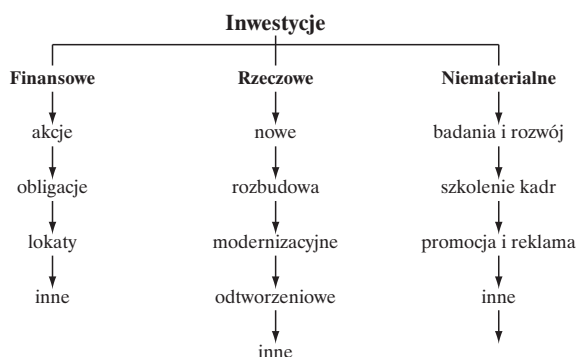 Inwestycje
Finansowe
Rzeczowe
Niematerialne
akcje
nowe
badania i rozwój
obligacje
rozbudowa
szkolenie kadr
lokaty
modernizacyjne
promocja i reklama
inne
odtworzeniowe
inne
inne